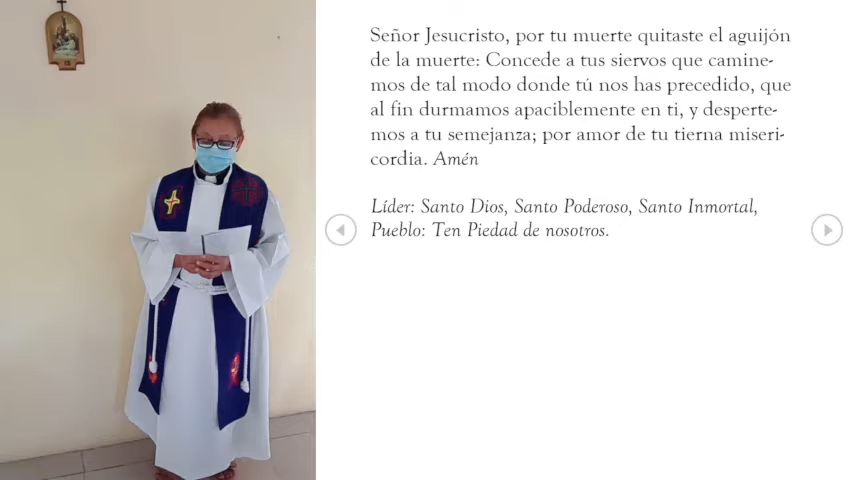 Señor Jesucristo, por tu muerte quitaste el aguijón
de la muerte: Concede a tus siervos que camine-
mos de tal modo donde tú nos has precedido, que
al fin durmamos apaciblemente en ti, y desperte-
mos a tu semejanza; por amor de tu tierna miseri-
cordia. Amén
Líder: Santo Dios, Santo Poderoso, Santo Inmortal,
Pueblo: Ten Piedad de nosotros.